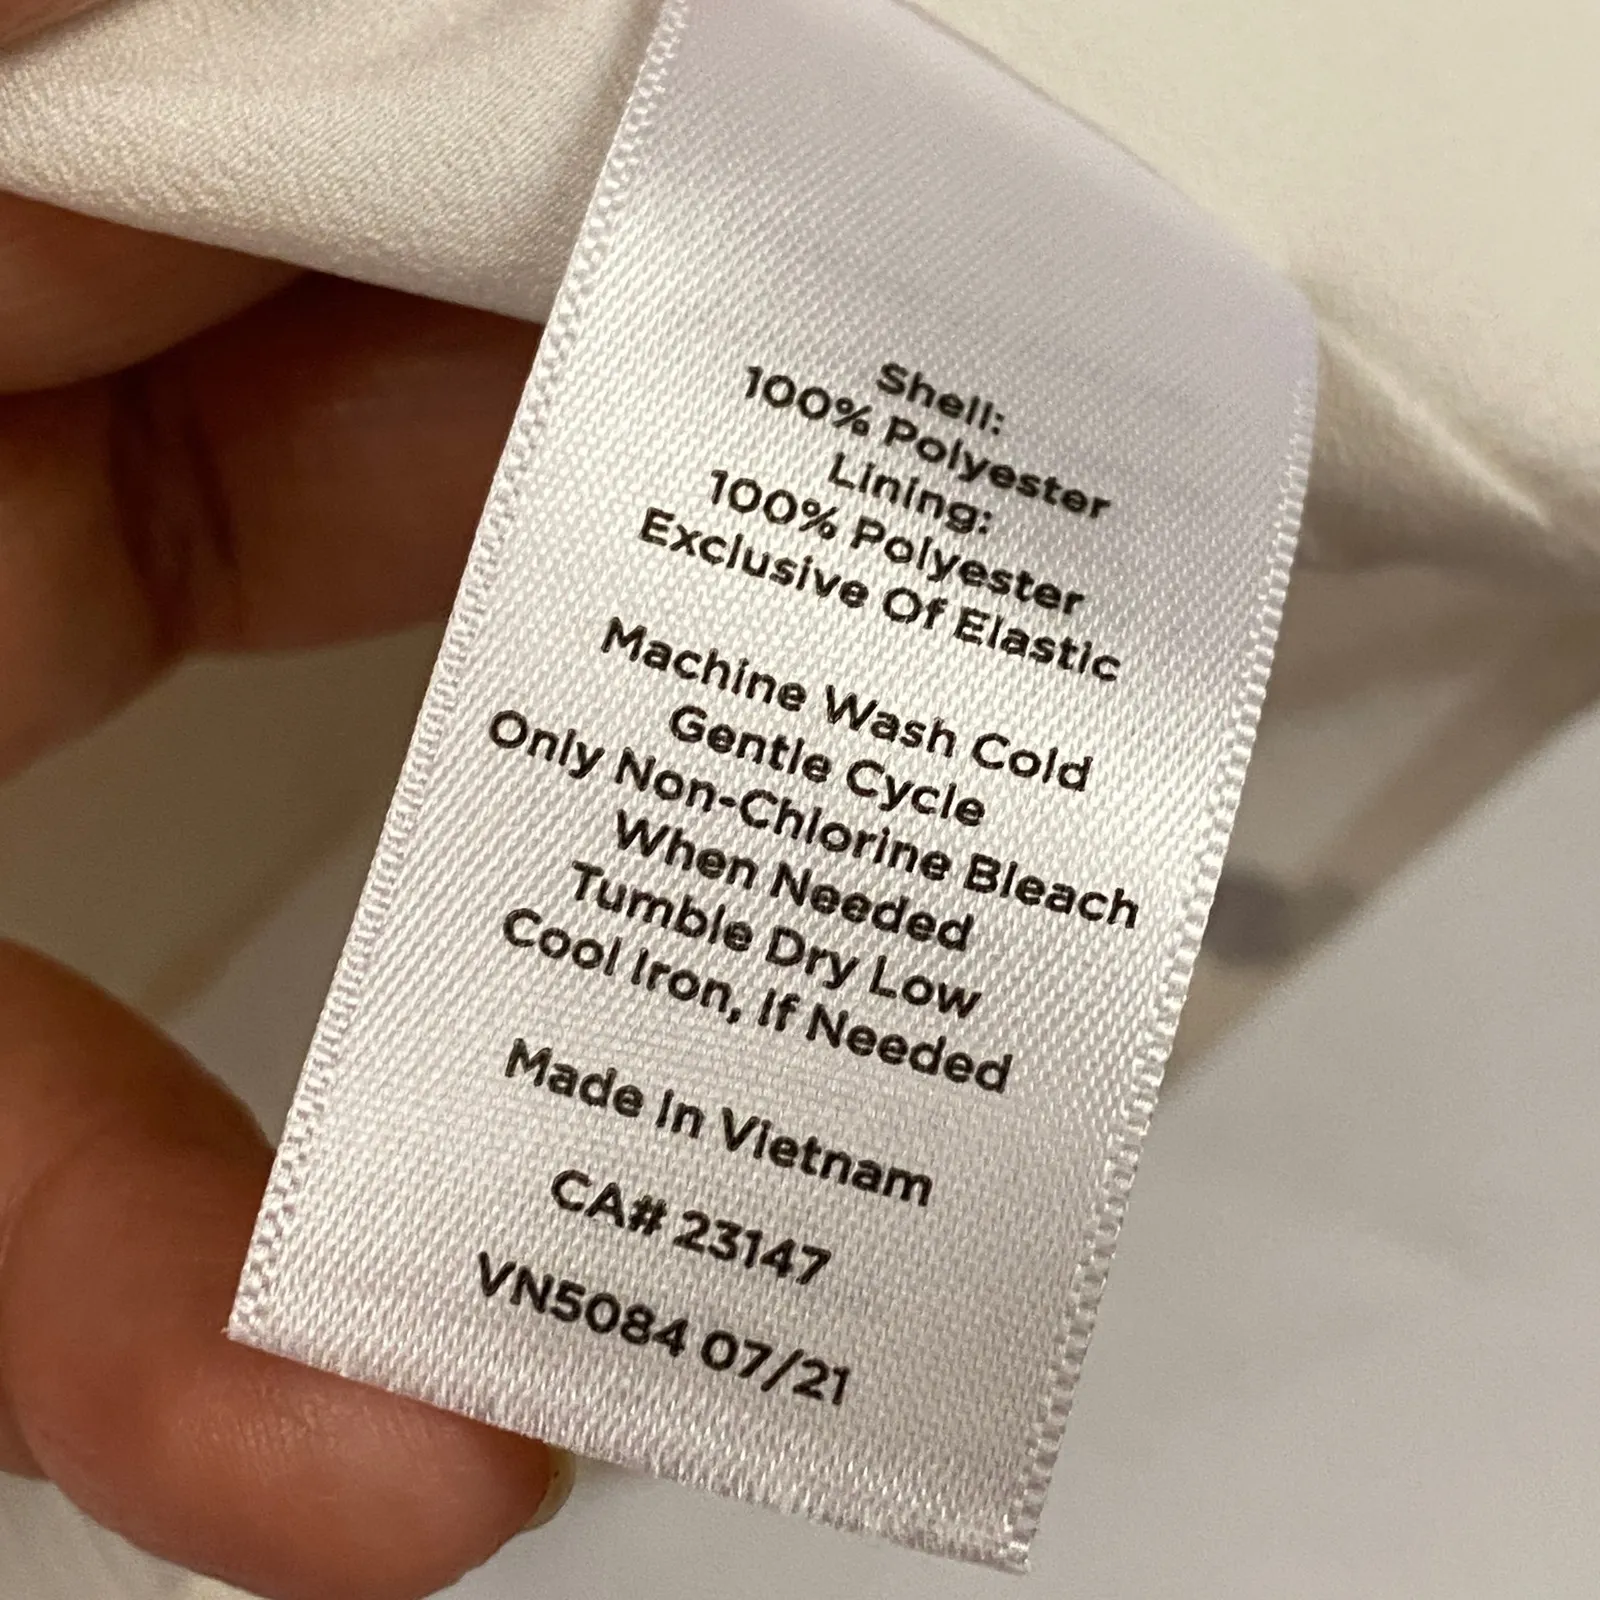 Shell:
100% Polyester
Lining:
100% Polyester
Exclusive Of Elastic
Machine Wash Cold
Gentle Cycle
Only Non-Chlorine Bleach
When Needed
Tumble Dry Low
Cool Iron, If Needed
Made In Vietnam
CA# 23147
VN5084 07/21